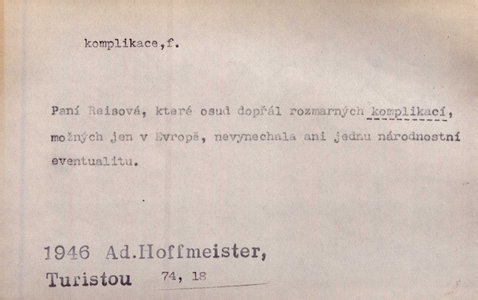 komplikace,f.
Paní Reisová, které osud dopřál rozmarných komplikací,
možných jen v Evropě, nevynechala ani jednu národnostní
eventualitu.
1946 Ad.Hoffmeister,
Turistou 74, 18